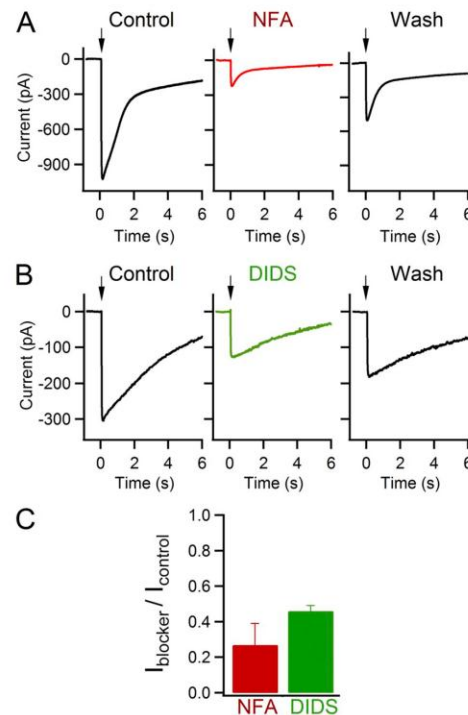 A
Control
NFA
Wash
Current (pA)
0
-300
-600
-900
0 2 4 6
0 2 4 6
0 2 4 6
Time (s)
Time (s)
Time (s)
B
Control
DIDS
Wash
Current (pA)
0
-100
-200
-300
0 2 4 6
0 2 4 6
0 2 4 6
Time (s)
Time (s)
Time (s)
C
I blocker / I control
1.0
0.8
0.6
0.4
0.2
0.0
NFA DIDS